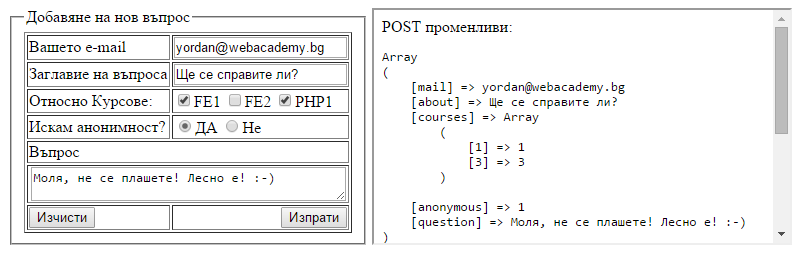 Добавяне на нов въпрос
Вашето e-mail yordan@webacademy.bg
Заглавие на въпроса Ще се справите ли?
Относно Курсове: FE1 FE2 PHP1
Искам анонимност? ДА Не
Въпрос
Моля, не се плашете! Лесно е! :-)
Изчисти Изпрати
POST променливи:
Array
(
[mail] => yordan@webacademy.bg
[about] => Ще се справите ли?
[courses] => Array
(
[1] => 1
[3] => 3
)
[anonymous] => 1
[question] => Моля, не се плашете! Лесно е! :-)
)